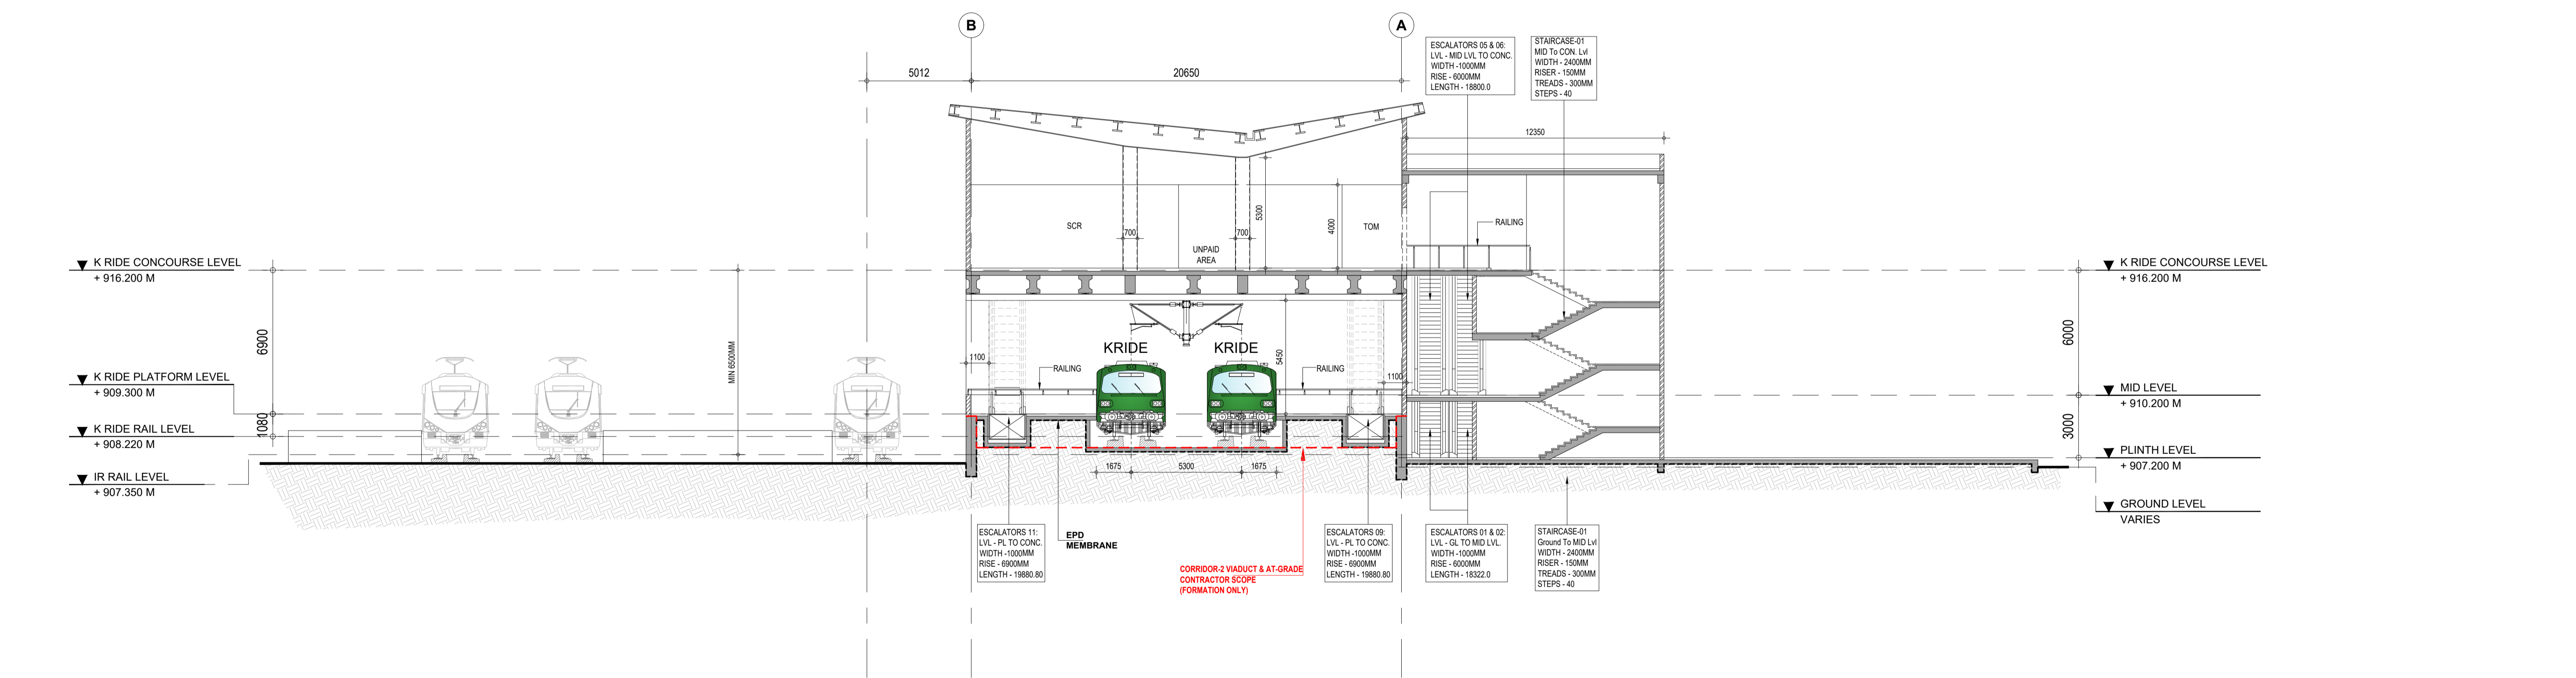 B
A
5012
20650
ESCALATORS 05 & 06:
LVL - MID LVL TO CONC.
WIDTH -1000MM
RISE - 6000MM
LENGTH - 18800.0
STAIRCASE-01
MID To CON. Lvl
WIDTH - 2400MM
RISER - 150MM
TREADS - 300MM
STEPS - 40
12350
SCR
700
UNPAID
AREA
700
5300
4000
TOM
RAILING
K RIDE CONCOURSE LEVEL
+ 916.200 M
6900
K RIDE PLATFORM LEVEL
+ 909.300 M
1080
K RIDE RAIL LEVEL
+ 908.220 M
IR RAIL LEVEL
+ 907.350 M
MIN 6500MM
1100
RAILING
KRIDE
KRIDE
5450
RAILING
1100
1675
5300
1675
K RIDE CONCOURSE LEVEL
+ 916.200 M
6000
MID LEVEL
+ 910.200 M
3000
PLINTH LEVEL
+ 907.200 M
GROUND LEVEL
VARIES
ESCALATORS 11:
LVL - PL TO CONC.
WIDTH -1000MM
RISE - 6900MM
LENGTH - 19880.80
EPD
MEMBRANE
CORRIDOR-2 VIADUCT & AT-GRADE
CONTRACTOR SCOPE
(FORMATION ONLY)
ESCALATORS 09:
LVL - PL TO CONC.
WIDTH -1000MM
RISE - 6900MM
LENGTH - 19880.80
ESCALATORS 01 & 02:
LVL - GL TO MID LVL.
WIDTH -1000MM
RISE - 6000MM
LENGTH - 18322.0
STAIRCASE-01
Ground To MID Lvl
WIDTH - 2400MM
RISER - 150MM
TREADS - 300MM
STEPS - 40